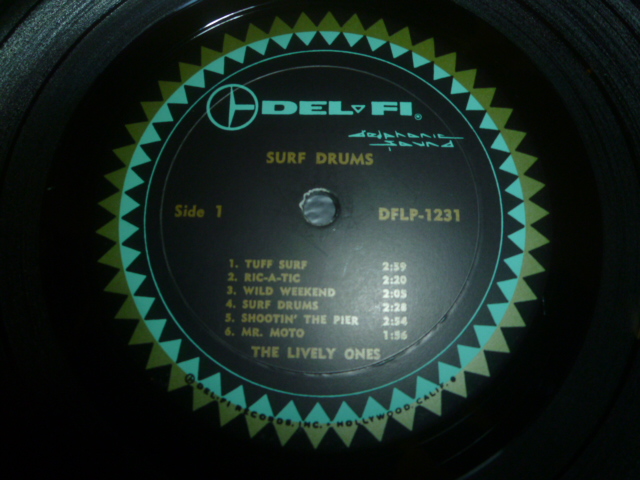 DEL-FI®
delphonic
sound
SURF DRUMS
Side 1
DFLP-1231
1. TUFF SURF 2:59
2. RIC-A-TIC 2:20
3. WILD WEEKEND 2:05
4. SURF DRUMS 2:28
5. SHOOTIN' THE PIER 2:54
6. MR. MOTO 1:56
THE LIVELY ONES
©DEL-FI RECORDS, INC. • HOLLYWOOD CALIF.